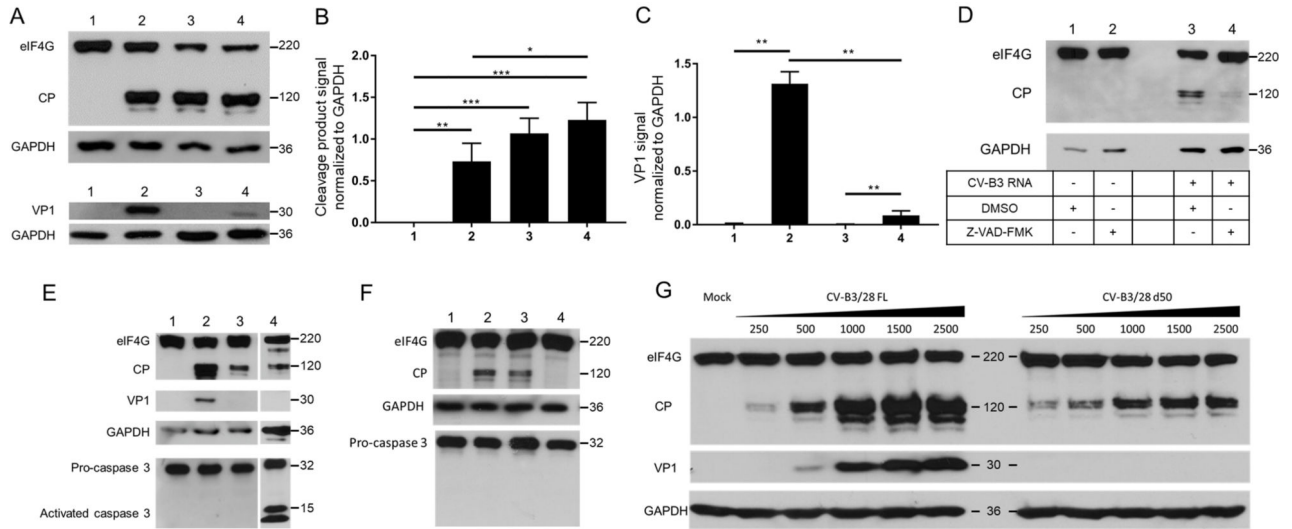 A
1 2 3 4
eIF4G
220
CP
120
GAPDH
36
1 2 3 4
VP1
30
GAPDH
36
B
Cleavage product signal
normalized to GAPDH
2.0
1.5
1.0
0.5
0.0
*
***
***
**
1 2 3 4
C
VP1 signal
normalized to GAPDH
1.5
1.0
0.5
0.0
** **
**
1 2 3 4
D
1 2 3 4
eIF4G
220
CP
120
GAPDH
36
CV-B3 RNA - - + +
DMSO + - + -
Z-VAD-FMK - + - +
E
1 2 3 4
eIF4G
220
CP
120
VP1
30
GAPDH
36
Pro-caspase 3
32
15
Activated caspase 3
F
1 2 3 4
eIF4G
220
CP
120
GAPDH
36
Pro-caspase 3
32
G
Mock CV-B3/28 FL CV-B3/28 d50
250 500 1000 1500 2500 250 500 1000 1500 2500
eIF4G
220
CP
120
VP1
30
GAPDH
36